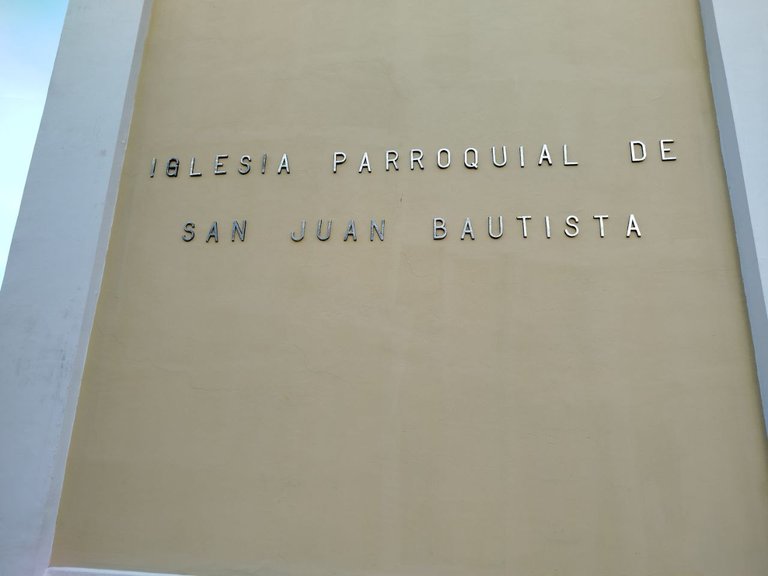 IGLESIA PARROQUIAL DE
SAN JUAN BAUTISTA